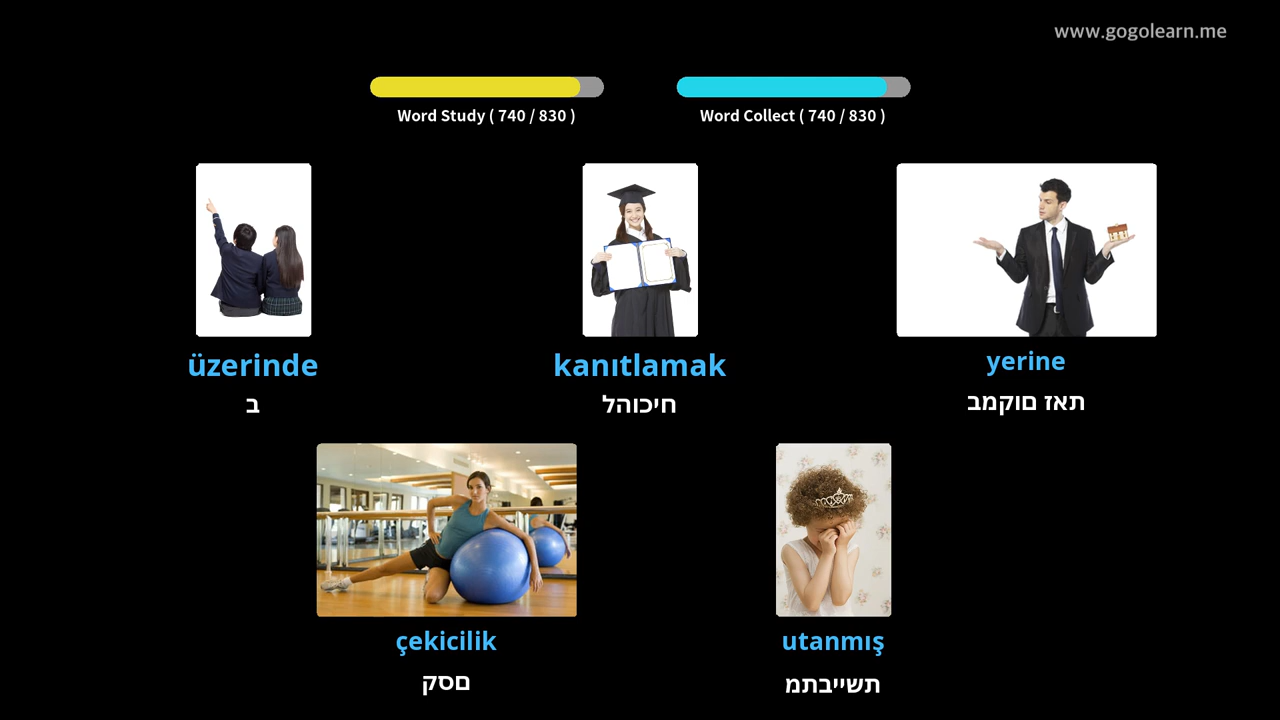 www.gogolearn.me
Word Study ( 740 / 830 )
Word Collect ( 740 / 830 )
üzerinde
ב
kanıtlamak
חיכוהל
yerine
תאז םוקמב
çekicilik
םסק
utanmış
תשייבתמ